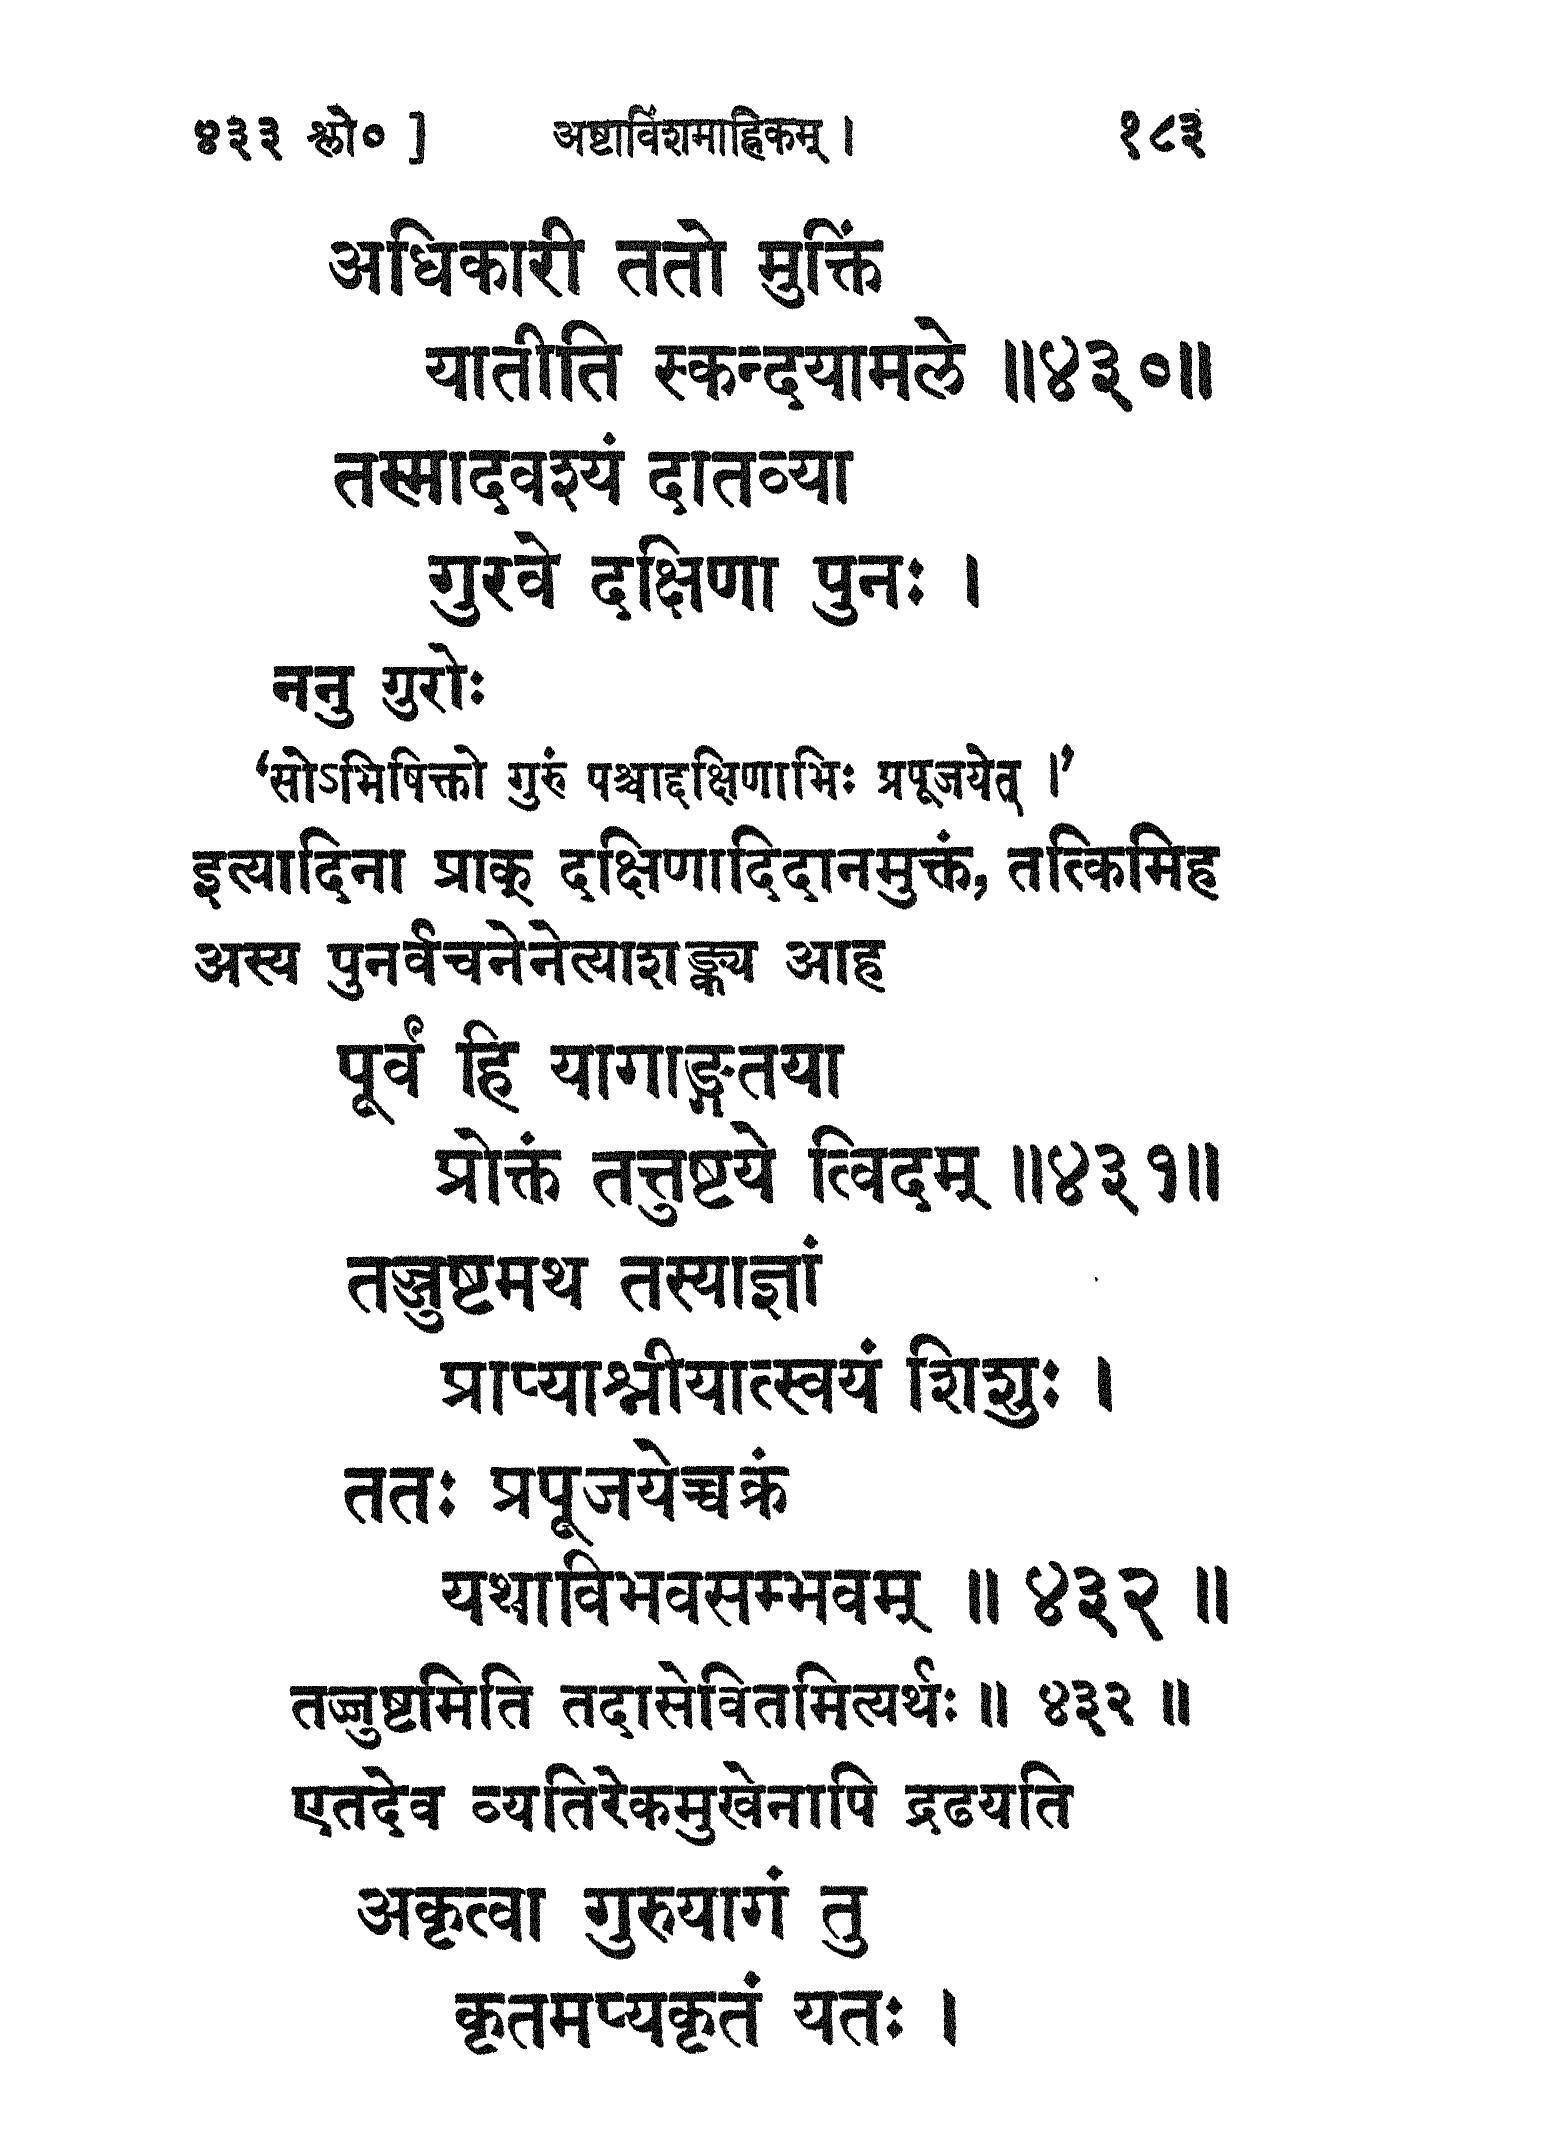 ४३३ श्लो० ] अष्टाविंशमाह्निकम् । १८३
अधिकारी ततो मुक्तिं
यातीति स्कन्दयामले ॥४३०॥
तस्मादवश्यं दातव्या
गुरवे दक्षिणा पुनः ।
ननु गुरोः
‘सोऽभिषिक्तो गुरुं पश्चाद्दक्षिणाभिः प्रपूजयेत् ।’
इत्यादिना प्राक् दक्षिणादिदानमुक्तं, तत्किमिह
अस्य पुनर्वचनेनेत्याशङ्क्य आह
पूर्वं हि यागाङ्गतया
प्रोक्तं तत्तुष्टये त्विदम् ॥४३१॥
तज्जुष्टमथ तस्याज्ञां
प्राप्याश्नीयात्स्वयं शिशुः ।
ततः प्रपूजयेच्चक्रं
यथाविभवसम्भवम् ॥ ४३२ ॥
तज्जुष्टमिति तदासेवितमित्यर्थः ॥ ४३२ ॥
एतदेव व्यतिरेकमुखेनापि द्रढयति
अकृत्वा गुरुयागं तु
कृतमप्यकृतं यतः ।